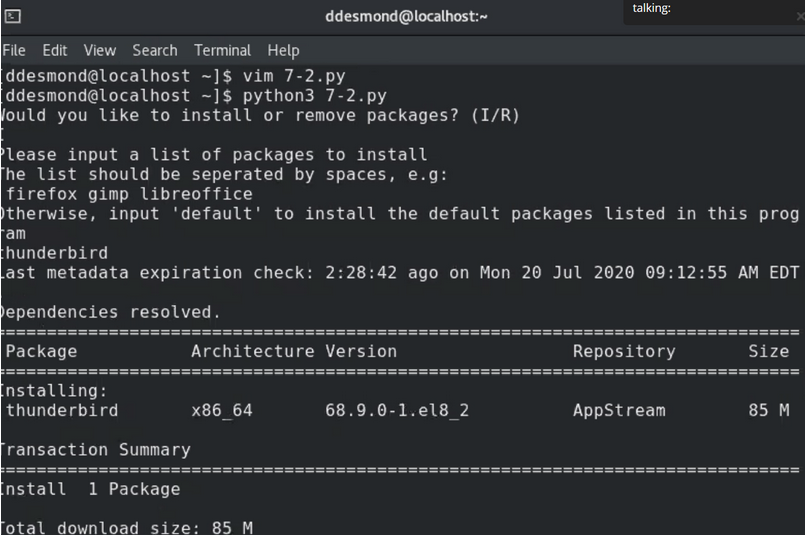 ddesmond@localhost:~
talking:
File Edit View Search Terminal Help
[ddesmond@localhost ~]$ vim 7-2.py
[ddesmond@localhost ~]$ python3 7-2.py
Would you like to install or remove packages? (I/R)
I
Please input a list of packages to install
The list should be seperated by spaces, e.g:
firefox gimp libreoffice
Otherwise, input 'default' to install the default packages listed in this prog
ram
thunderbird
Last metadata expiration check: 2:28:42 ago on Mon 20 Jul 2020 09:12:55 AM EDT
Dependencies resolved.
================================================================================
Package Architecture Version Repository Size
================================================================================
Installing:
thunderbird x86_64 68.9.0-1.el8_2 AppStream 85 M
Transaction Summary
================================================================================
Install 1 Package
Total download size: 85 M